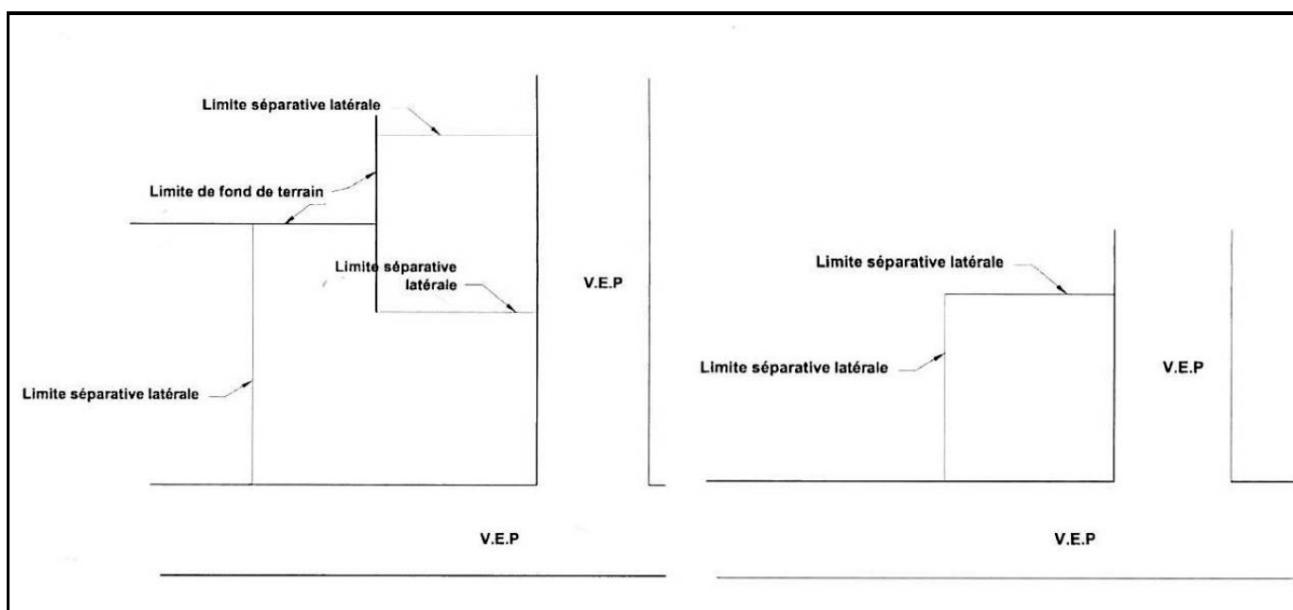 Limite séparative latérale
Limite de fond de terrain
Limite séparative
latérale
V.E.P
Limite séparative latérale
V.E.P
Limite séparative latérale
Limite séparative latérale
V.E.P
V.E.P